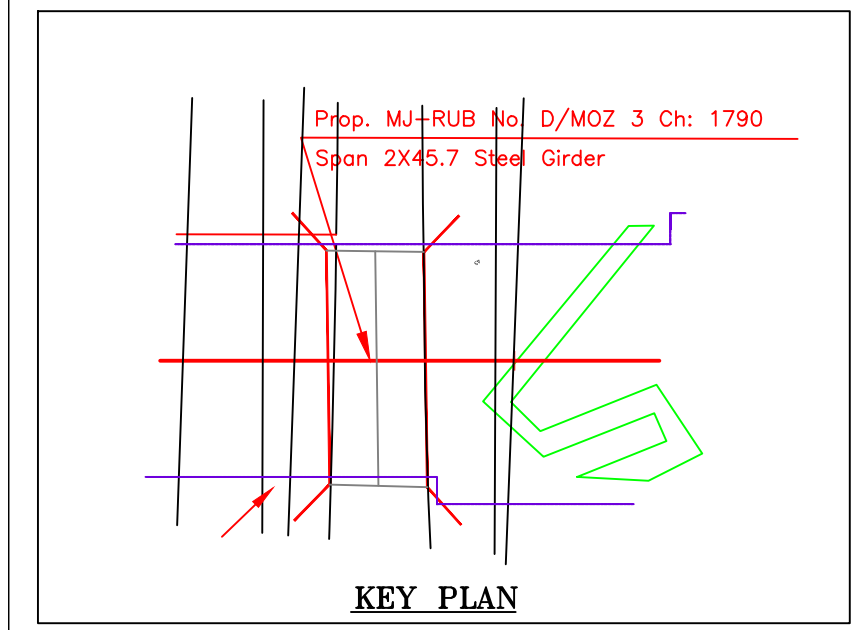 Prop. MJ-RUB No. D/MOZ 3 Ch: 1790
Span 2X45.7 Steel Girder
KEY PLAN